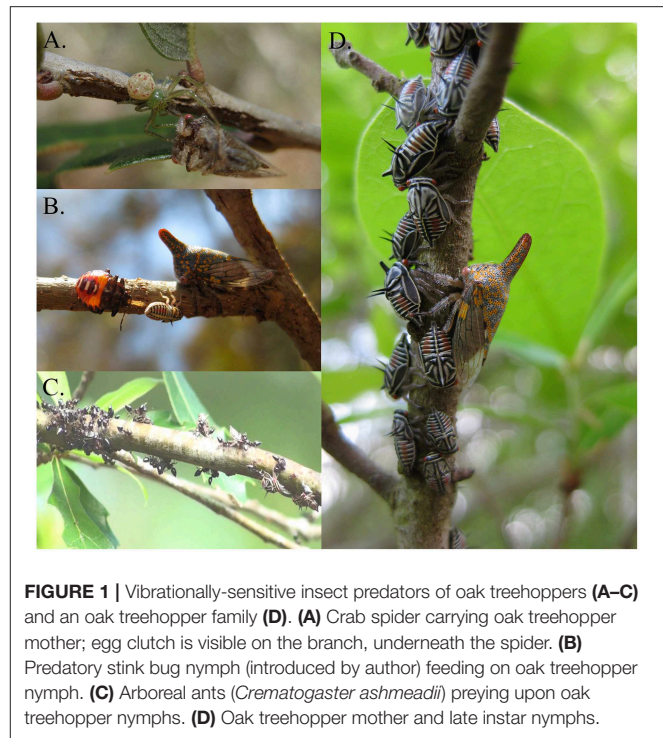 A.
D.
B.
C.
FIGURE 1 | Vibrationally-sensitive insect predators of oak treehoppers (A–C)
and an oak treehopper family (D). (A) Crab spider carrying oak treehopper
mother; egg clutch is visible on the branch, underneath the spider. (B)
Predatory stink bug nymph (introduced by author) feeding on oak treehopper
nymph. (C) Arboreal ants (Crematogaster ashmeadii) preying upon oak
treehopper nymphs. (D) Oak treehopper mother and late instar nymphs.